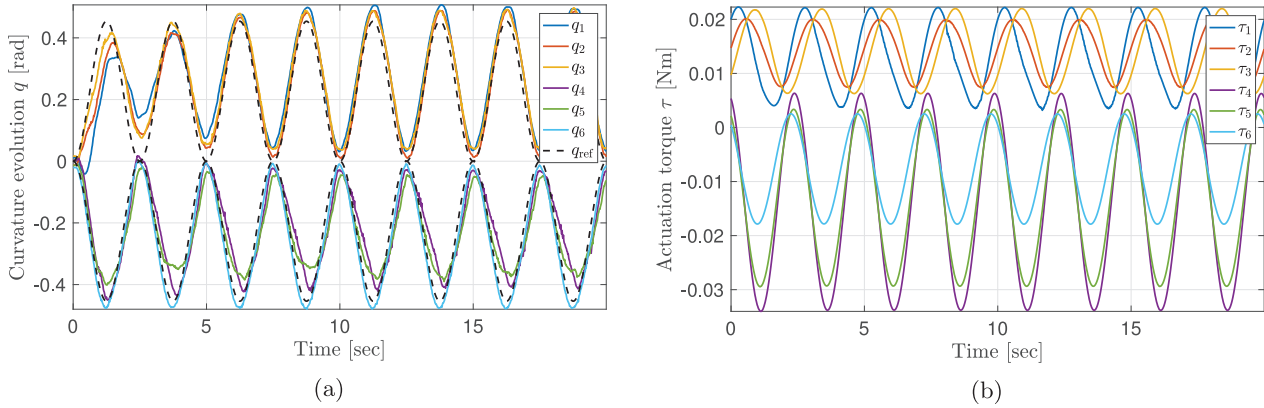 Curvature evolution q [rad]
0.4
0.2
0
-0.2
-0.4
0
5
10
15
Time [sec]
q1
q2
q3
q4
q5
q6
qref
(a)
Actuation torque τ [Nm]
0.02
0.01
0
-0.01
-0.02
-0.03
0
5
10
15
Time [sec]
τ1
τ2
τ3
τ4
τ5
τ6
(b)